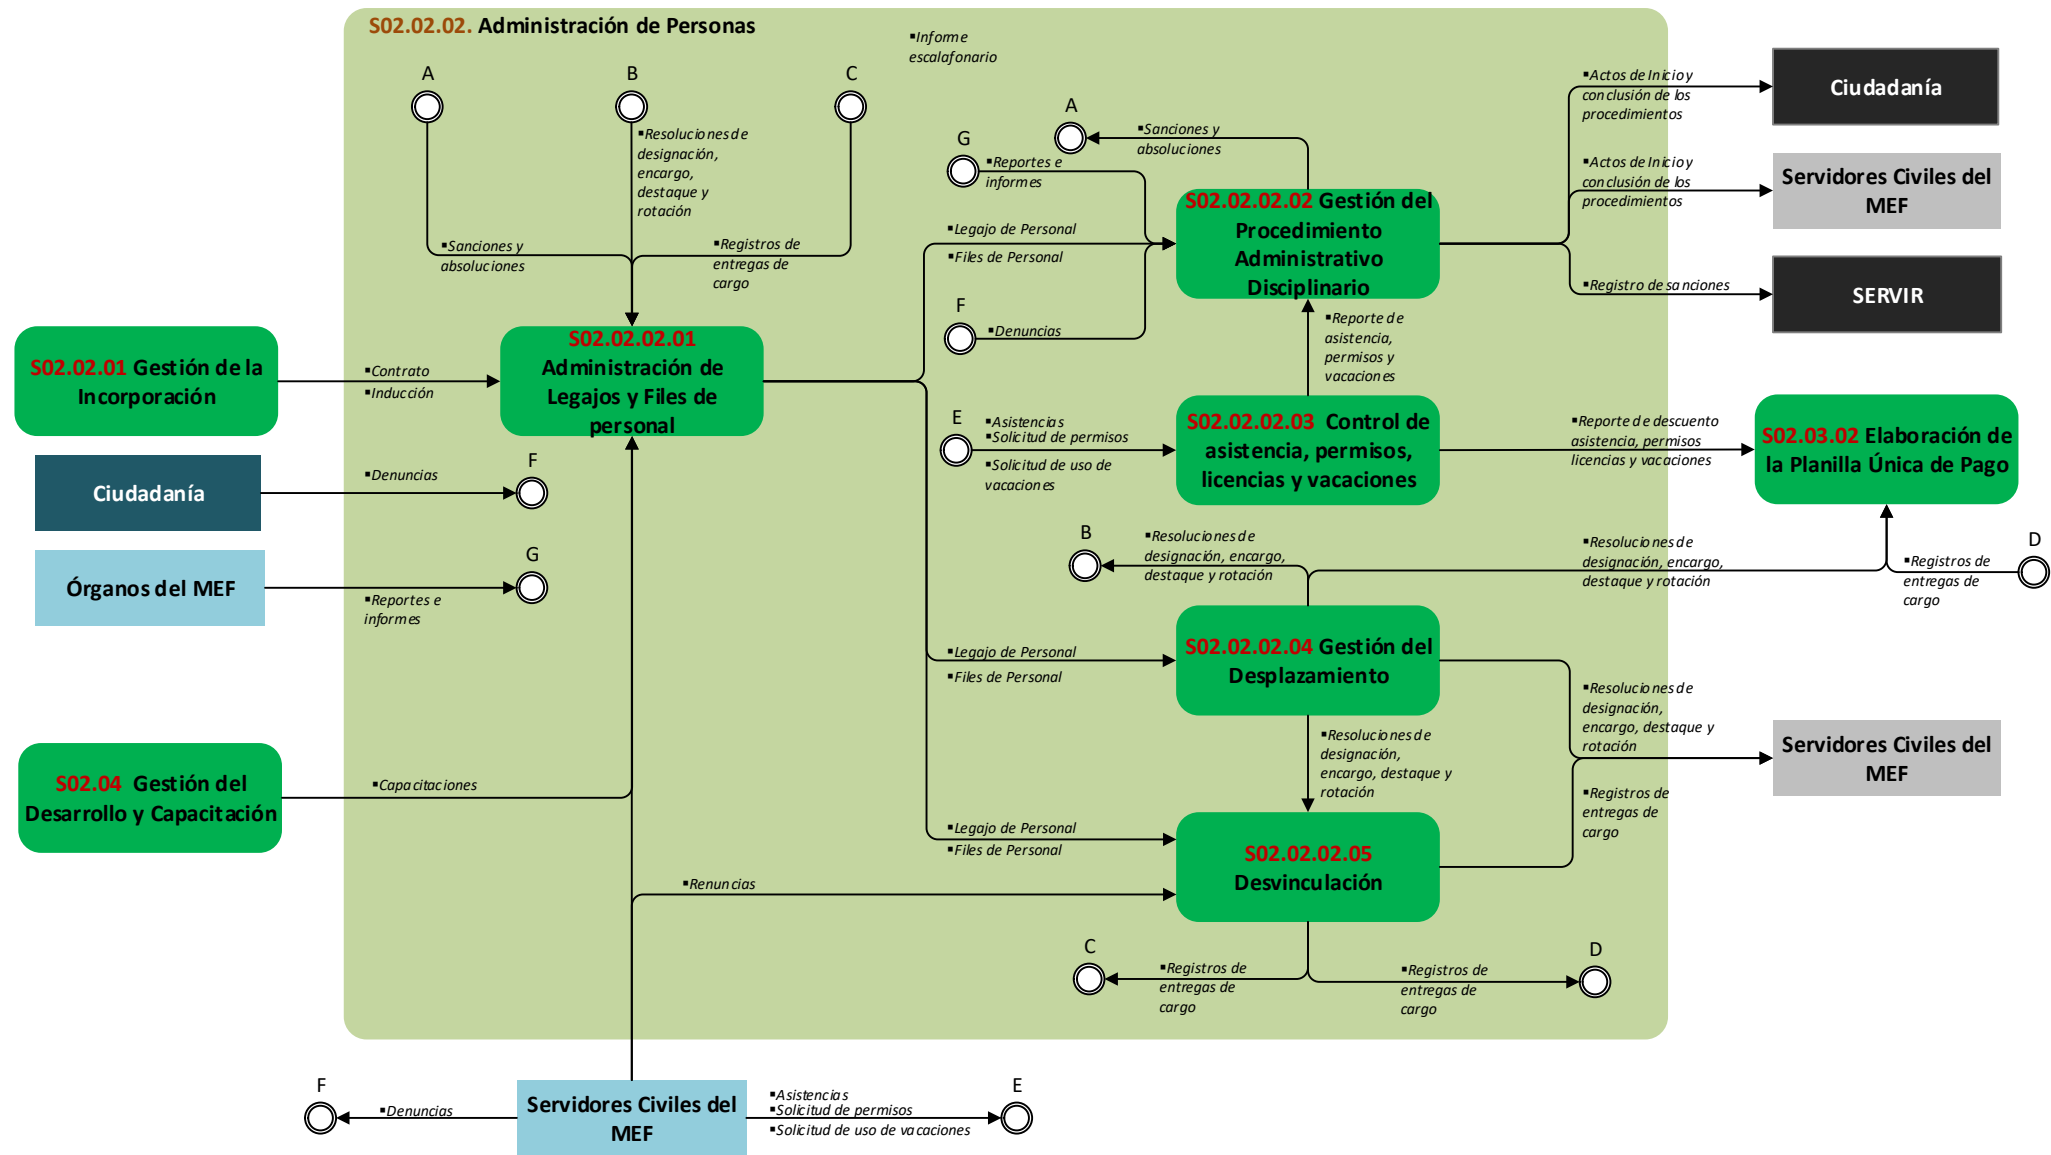 S02.02.02. Administración de Personas
▪Informe
escalafonario
A
B
C
▪Resoluciones de
designación,
encargo,
destaque y
rotación
▪Sanciones y
absoluciones
▪Registros de
entregas de
cargo
A
▪Sanciones y
absoluciones
G
▪Reportes e
informes
S02.02.02.02 Gestión del
Procedimiento
Administrativo
Disciplinario
▪Legajo de Personal
▪Files de Personal
F
▪Denuncias
▪Actos de Inicio y
conclusión de los
procedimientos
Ciudadanía
▪Actos de Inicio y
conclusión de los
procedimientos
Servidores Civiles del
MEF
▪Registro de sanciones
SERVIR
S02.02.01 Gestión de la
Incorporación
▪Contrato
▪Inducción
S02.02.02.01
Administración de
Legajos y Files de
personal
▪Reporte de
asistencia,
permisos y
vacaciones
E
▪Asistencias
▪Solicitud de permisos
▪Solicitud de uso de
vacaciones
S02.02.02.03 Control de
asistencia, permisos,
licencias y vacaciones
▪Reporte de descuento
asistencia, permisos
licencias y vacaciones
S02.03.02 Elaboración de
la Planilla Única de Pago
Ciudadanía
▪Denuncias
F
Órganos del MEF
▪Reportes e
informes
G
B
▪Resoluciones de
designación, encargo,
destaque y rotación
▪Resoluciones de
designación, encargo,
destaque y rotación
▪Registros de
entregas de
cargo
D
▪Legajo de Personal
▪Files de Personal
S02.02.02.04 Gestión del
Desplazamiento
▪Resoluciones de
designación,
encargo, destaque y
rotación
▪Resoluciones de
designación,
encargo, destaque y
rotación
Servidores Civiles del
MEF
▪Registros de
entregas de
cargo
S02.04 Gestión del
Desarrollo y Capacitación
▪Capacitaciones
▪Legajo de Personal
▪Files de Personal
S02.02.02.05
Desvinculación
▪Renuncias
C
▪Registros de
entregas de
cargo
▪Registros de
entregas de
cargo
D
F
▪Denuncias
Servidores Civiles del
MEF
▪Asistencias
▪Solicitud de permisos
▪Solicitud de uso de vacaciones
E